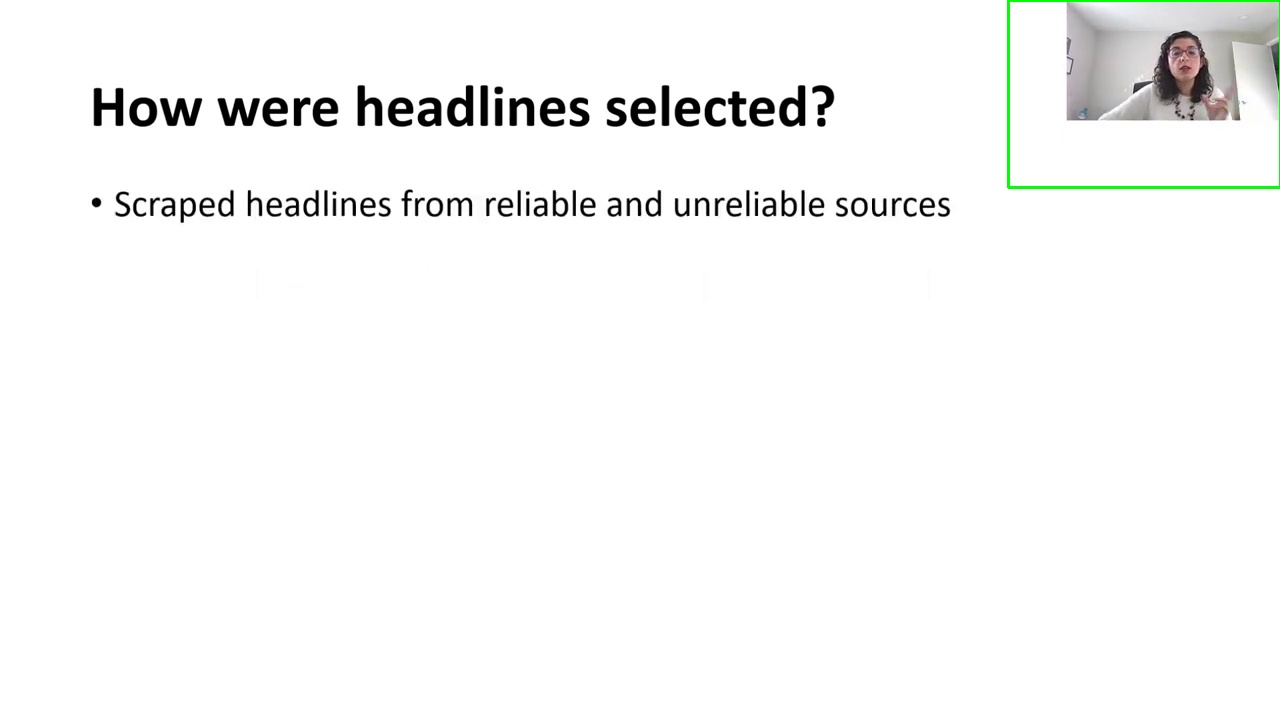 How were headlines selected?
• Scraped headlines from reliable and unreliable sources